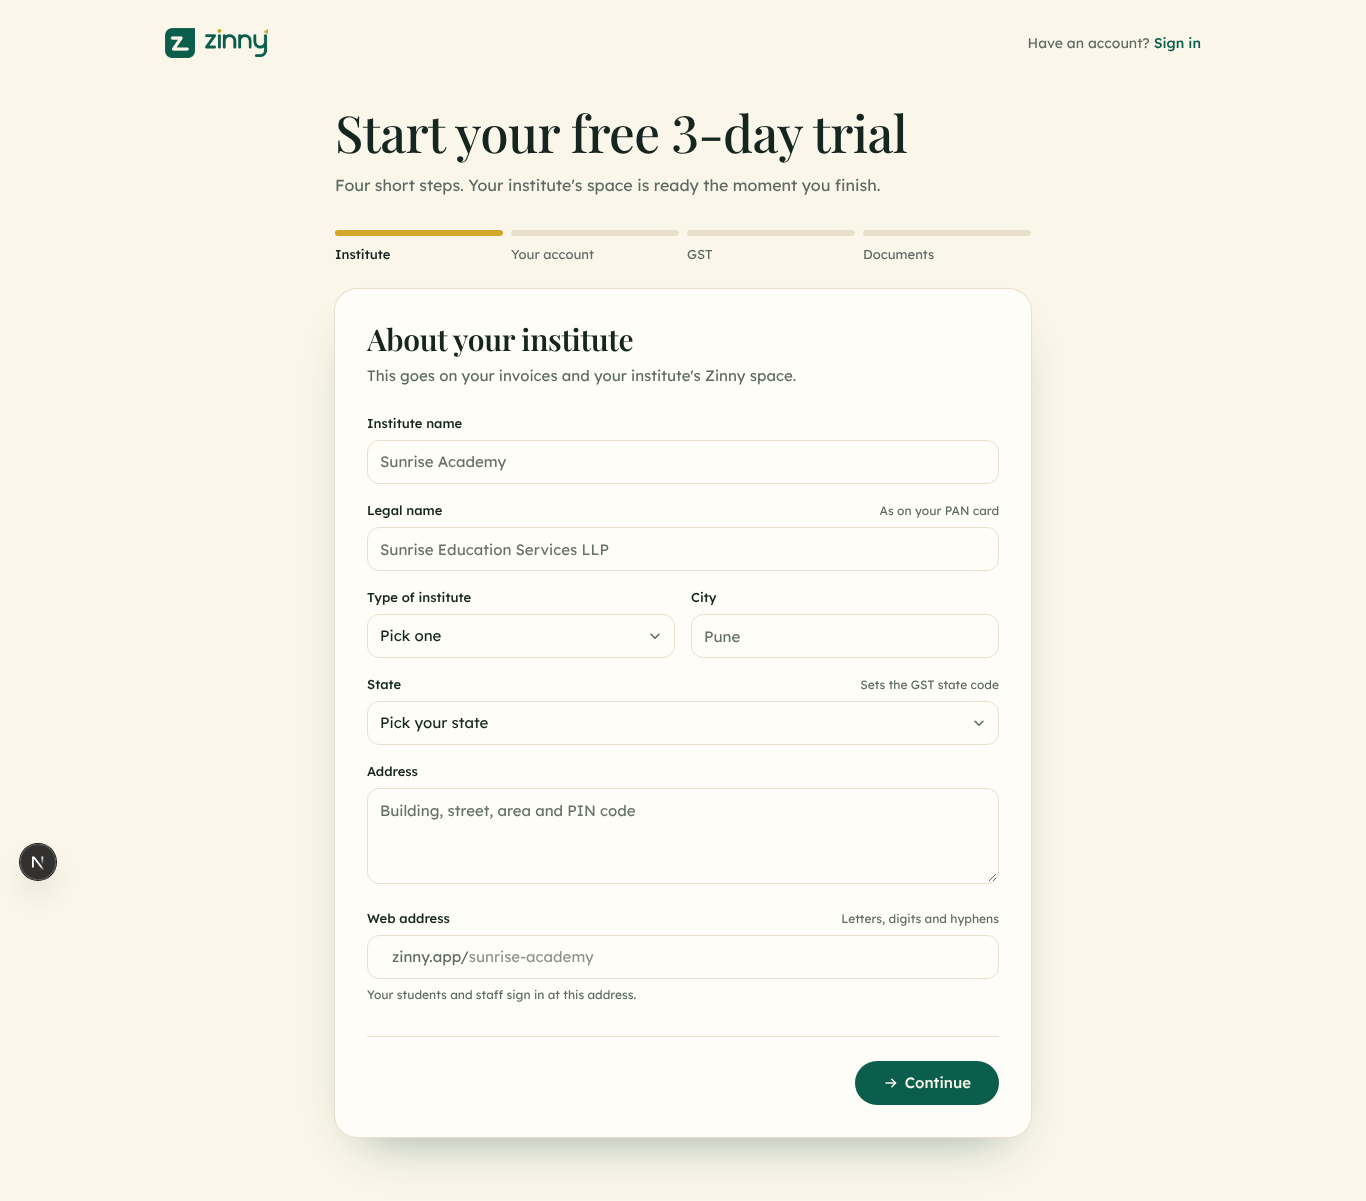 zinny
Have an account? Sign in
Start your free 3-day trial
Four short steps. Your institute's space is ready the moment you finish.
Institute
Your account
GST
Documents
About your institute
This goes on your invoices and your institute's Zinny space.
Institute name
Sunrise Academy
Legal name
As on your PAN card
Sunrise Education Services LLP
Type of institute
City
Pick one
Pune
State
Sets the GST state code
Pick your state
Address
Building, street, area and PIN code
Web address
Letters, digits and hyphens
zinny.app/sunrise-academy
Your students and staff sign in at this address.
→ Continue